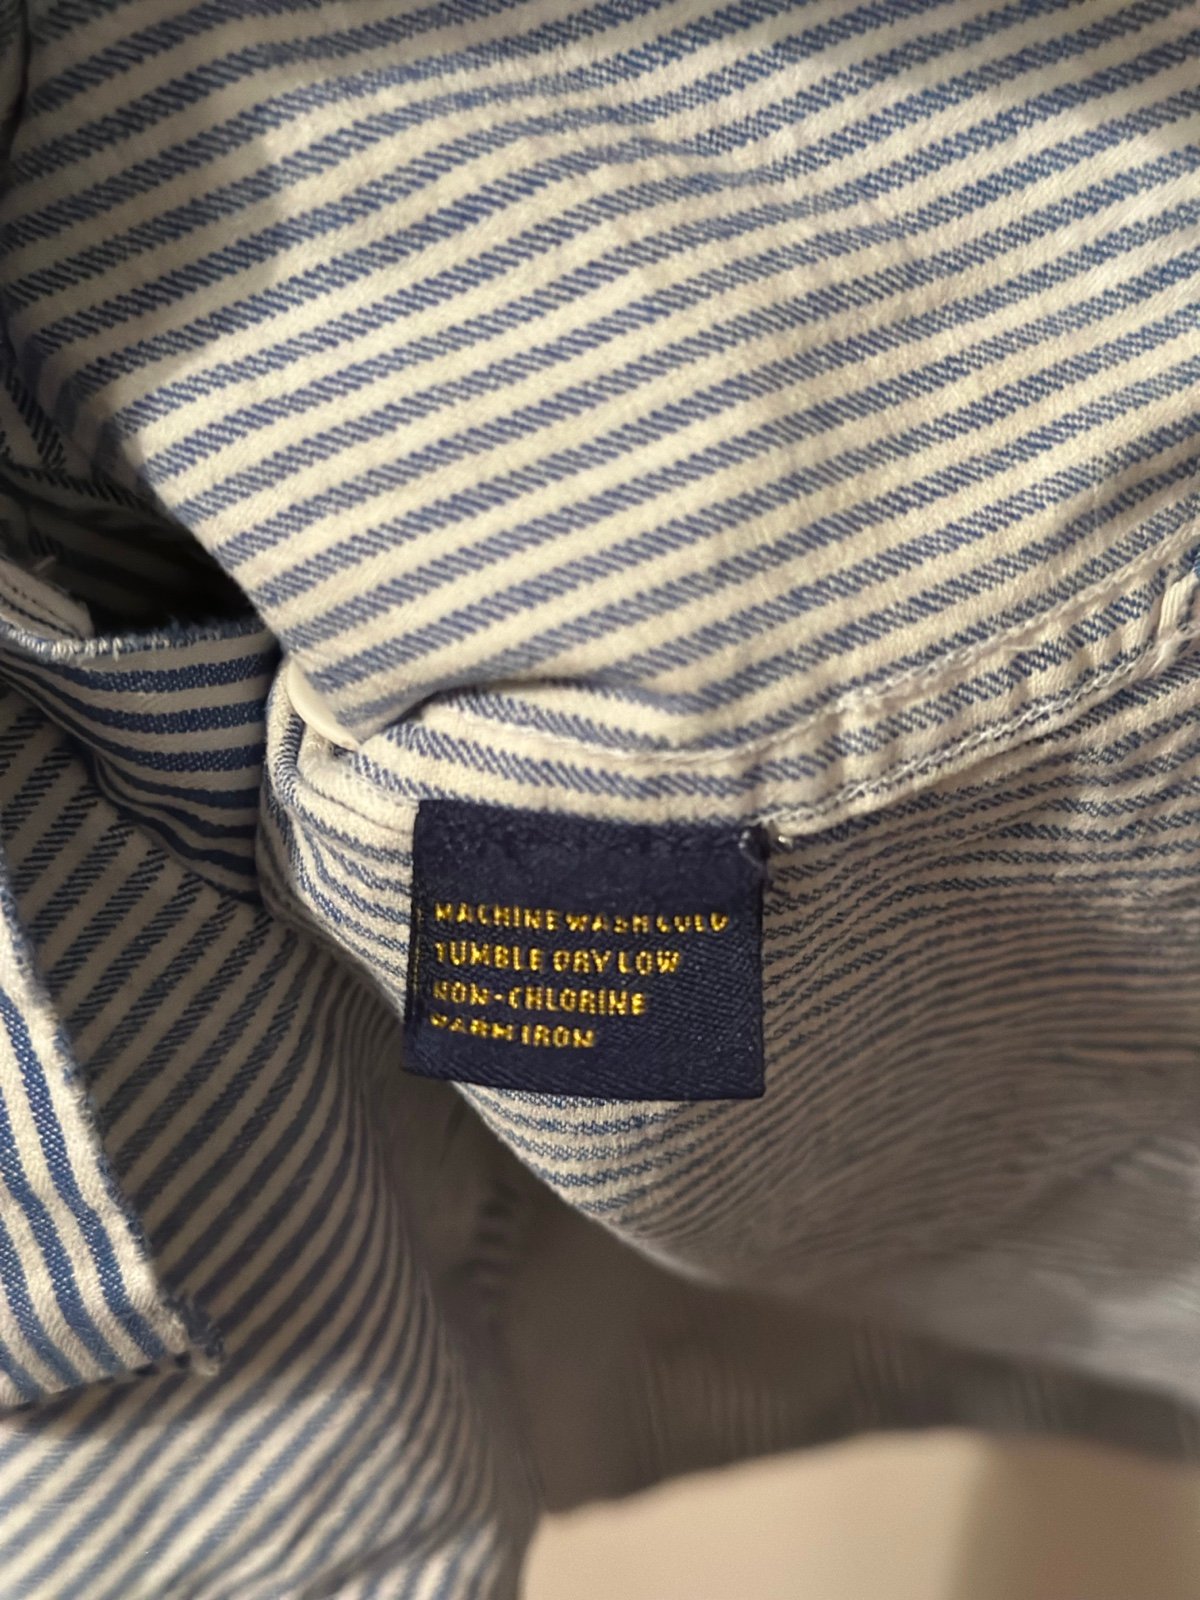 MACHINE WASH COLD
TUMBLE DRY LOW
NON-CHLORINE
WARM IRON